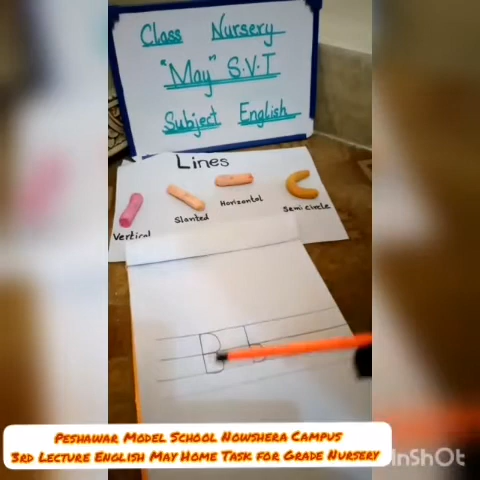 Class Nursery
"May" S.V.T
Subject English
Lines
Vertical
Slanted
Horizontal
Semi circle
B b
Peshawar Model School Nowshera Campus
3rd Lecture English May Home Task for Grade Nursery
InShOt